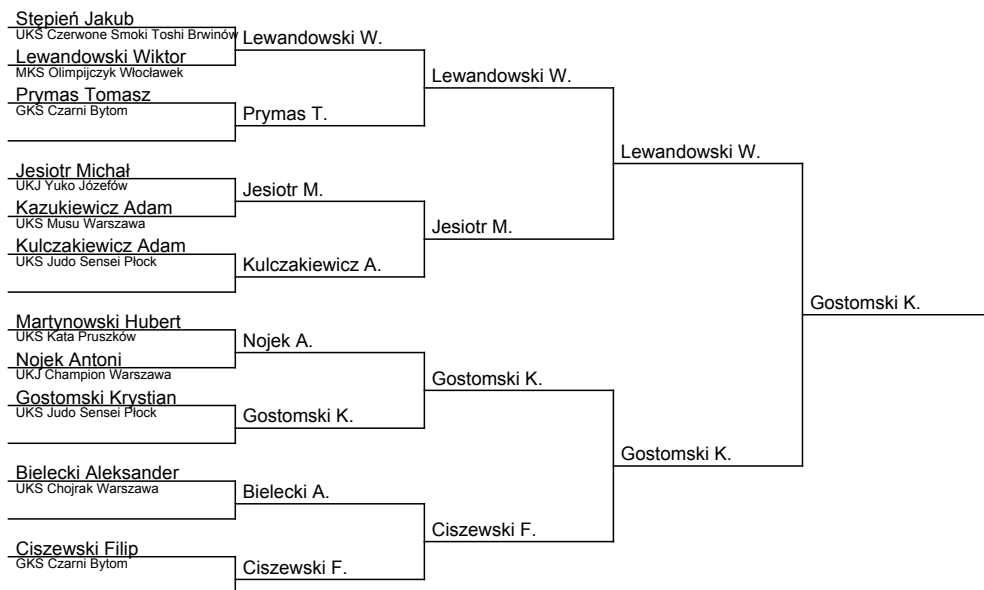 Stępień Jakub
UKS Czerwone Smoki Toshi Brwinów
Lewandowski Wiktor
MKS Olimpijczyk Włocławek
Prymas Tomasz
GKS Czarni Bytom
Jesiotr Michał
UKJ Yuko Józefów
Kazukiewicz Adam
UKS Musu Warszawa
Kulczakiewicz Adam
UKS Judo Sensei Płock
Martynowski Hubert
UKS Kata Pruszków
Nojek Antoni
UKJ Champion Warszawa
Gostomski Krystian
UKS Judo Sensei Płock
Bielecki Aleksander
UKS Chojrak Warszawa
Ciszewski Filip
GKS Czarni Bytom
Lewandowski W.
Prymas T.
Jesiotr M.
Kulczakiewicz A.
Nojek A.
Gostomski K.
Bielecki A.
Ciszewski F.
Lewandowski W.
Jesiotr M.
Gostomski K.
Ciszewski F.
Lewandowski W.
Gostomski K.
Gostomski K.